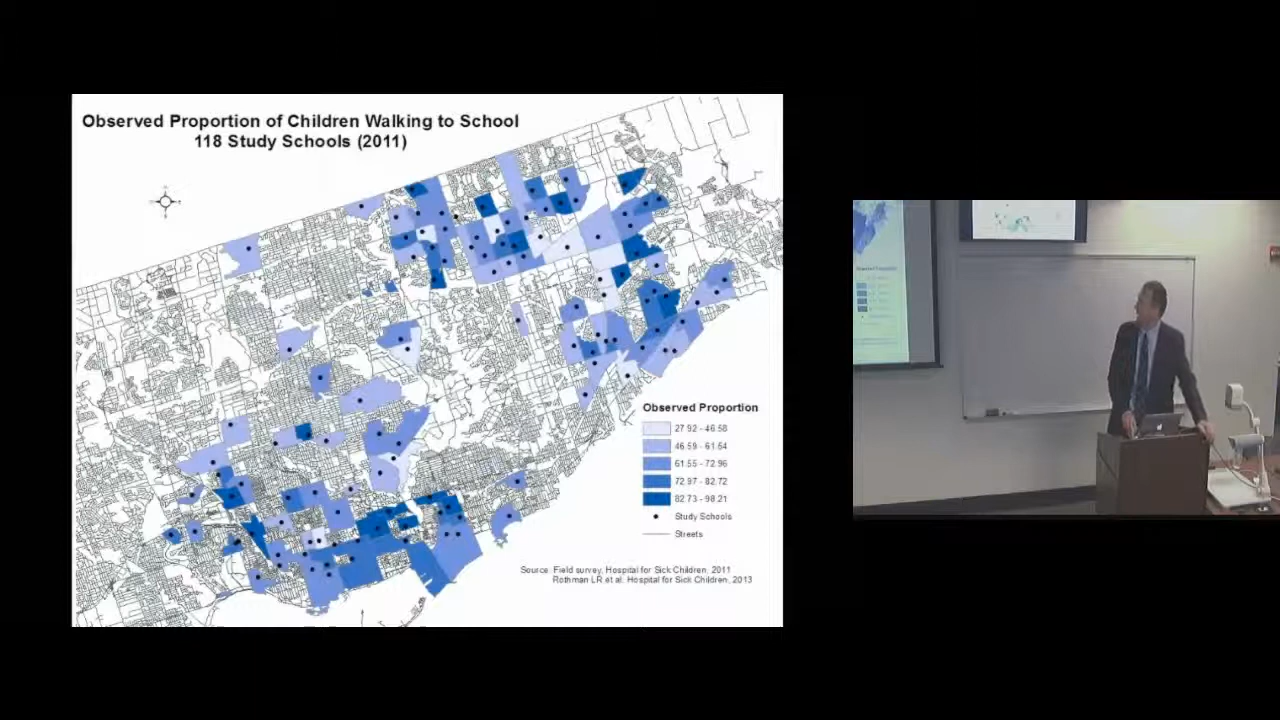 Observed Proportion of Children Walking to School
118 Study Schools (2011)
Observed Proportion
27.92 - 46.58
46.59 - 61.54
61.55 - 72.96
72.97 - 82.72
82.73 - 98.21
Study Schools
Streets
Source: Field survey, Hospital for Sick Children, 2011
Rothman LR et al. Hospital for Sick Children, 2013